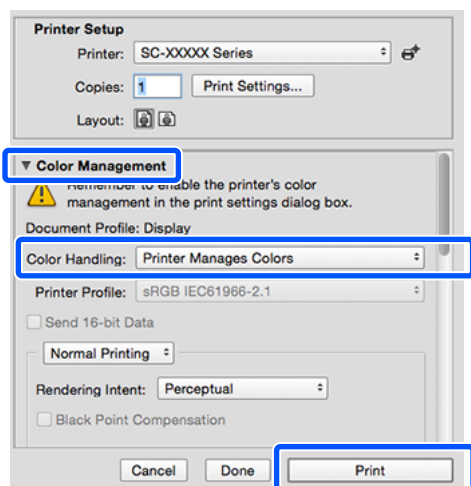 Printer Setup
Printer: SC-XXXXX Series
Copies: 1 Print Settings...
Layout:
▼ Color Management
Remember to enable the printer's color
management in the print settings dialog box.
Document Profile: Display
Color Handling: Printer Manages Colors
Printer Profile: sRGB IEC61966-2.1
Send 16-bit Data
Normal Printing
Rendering Intent: Perceptual
Black Point Compensation
Cancel Done Print